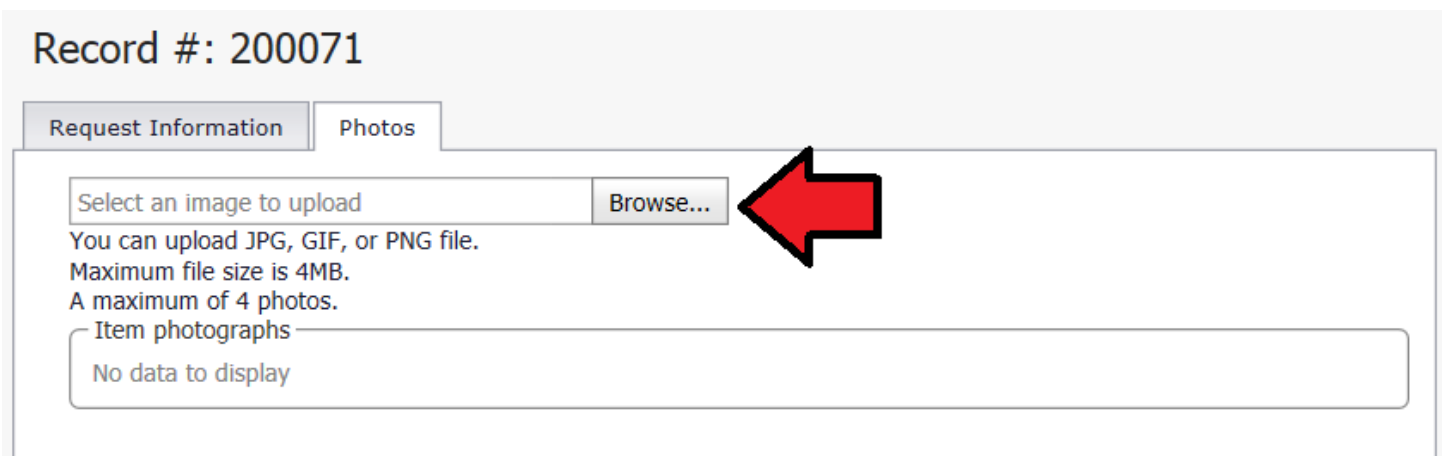 Record #: 200071
Request Information
Photos
Select an image to upload
Browse...
You can upload JPG, GIF, or PNG file.
Maximum file size is 4MB.
A maximum of 4 photos.
Item photographs
No data to display